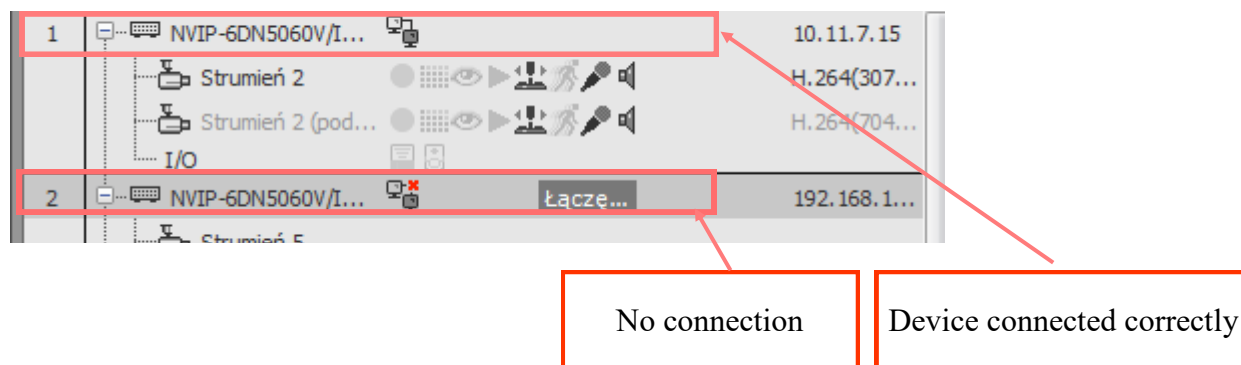 1 NVIP-6DN5060V/I... 10.11.7.15
Strumień 2 H.264(307...
Strumień 2 (pod... H.264(704...
I/O
2 NVIP-6DN5060V/I... Łączę... 192.168.1...
Strumień 5
No connection
Device connected correctly